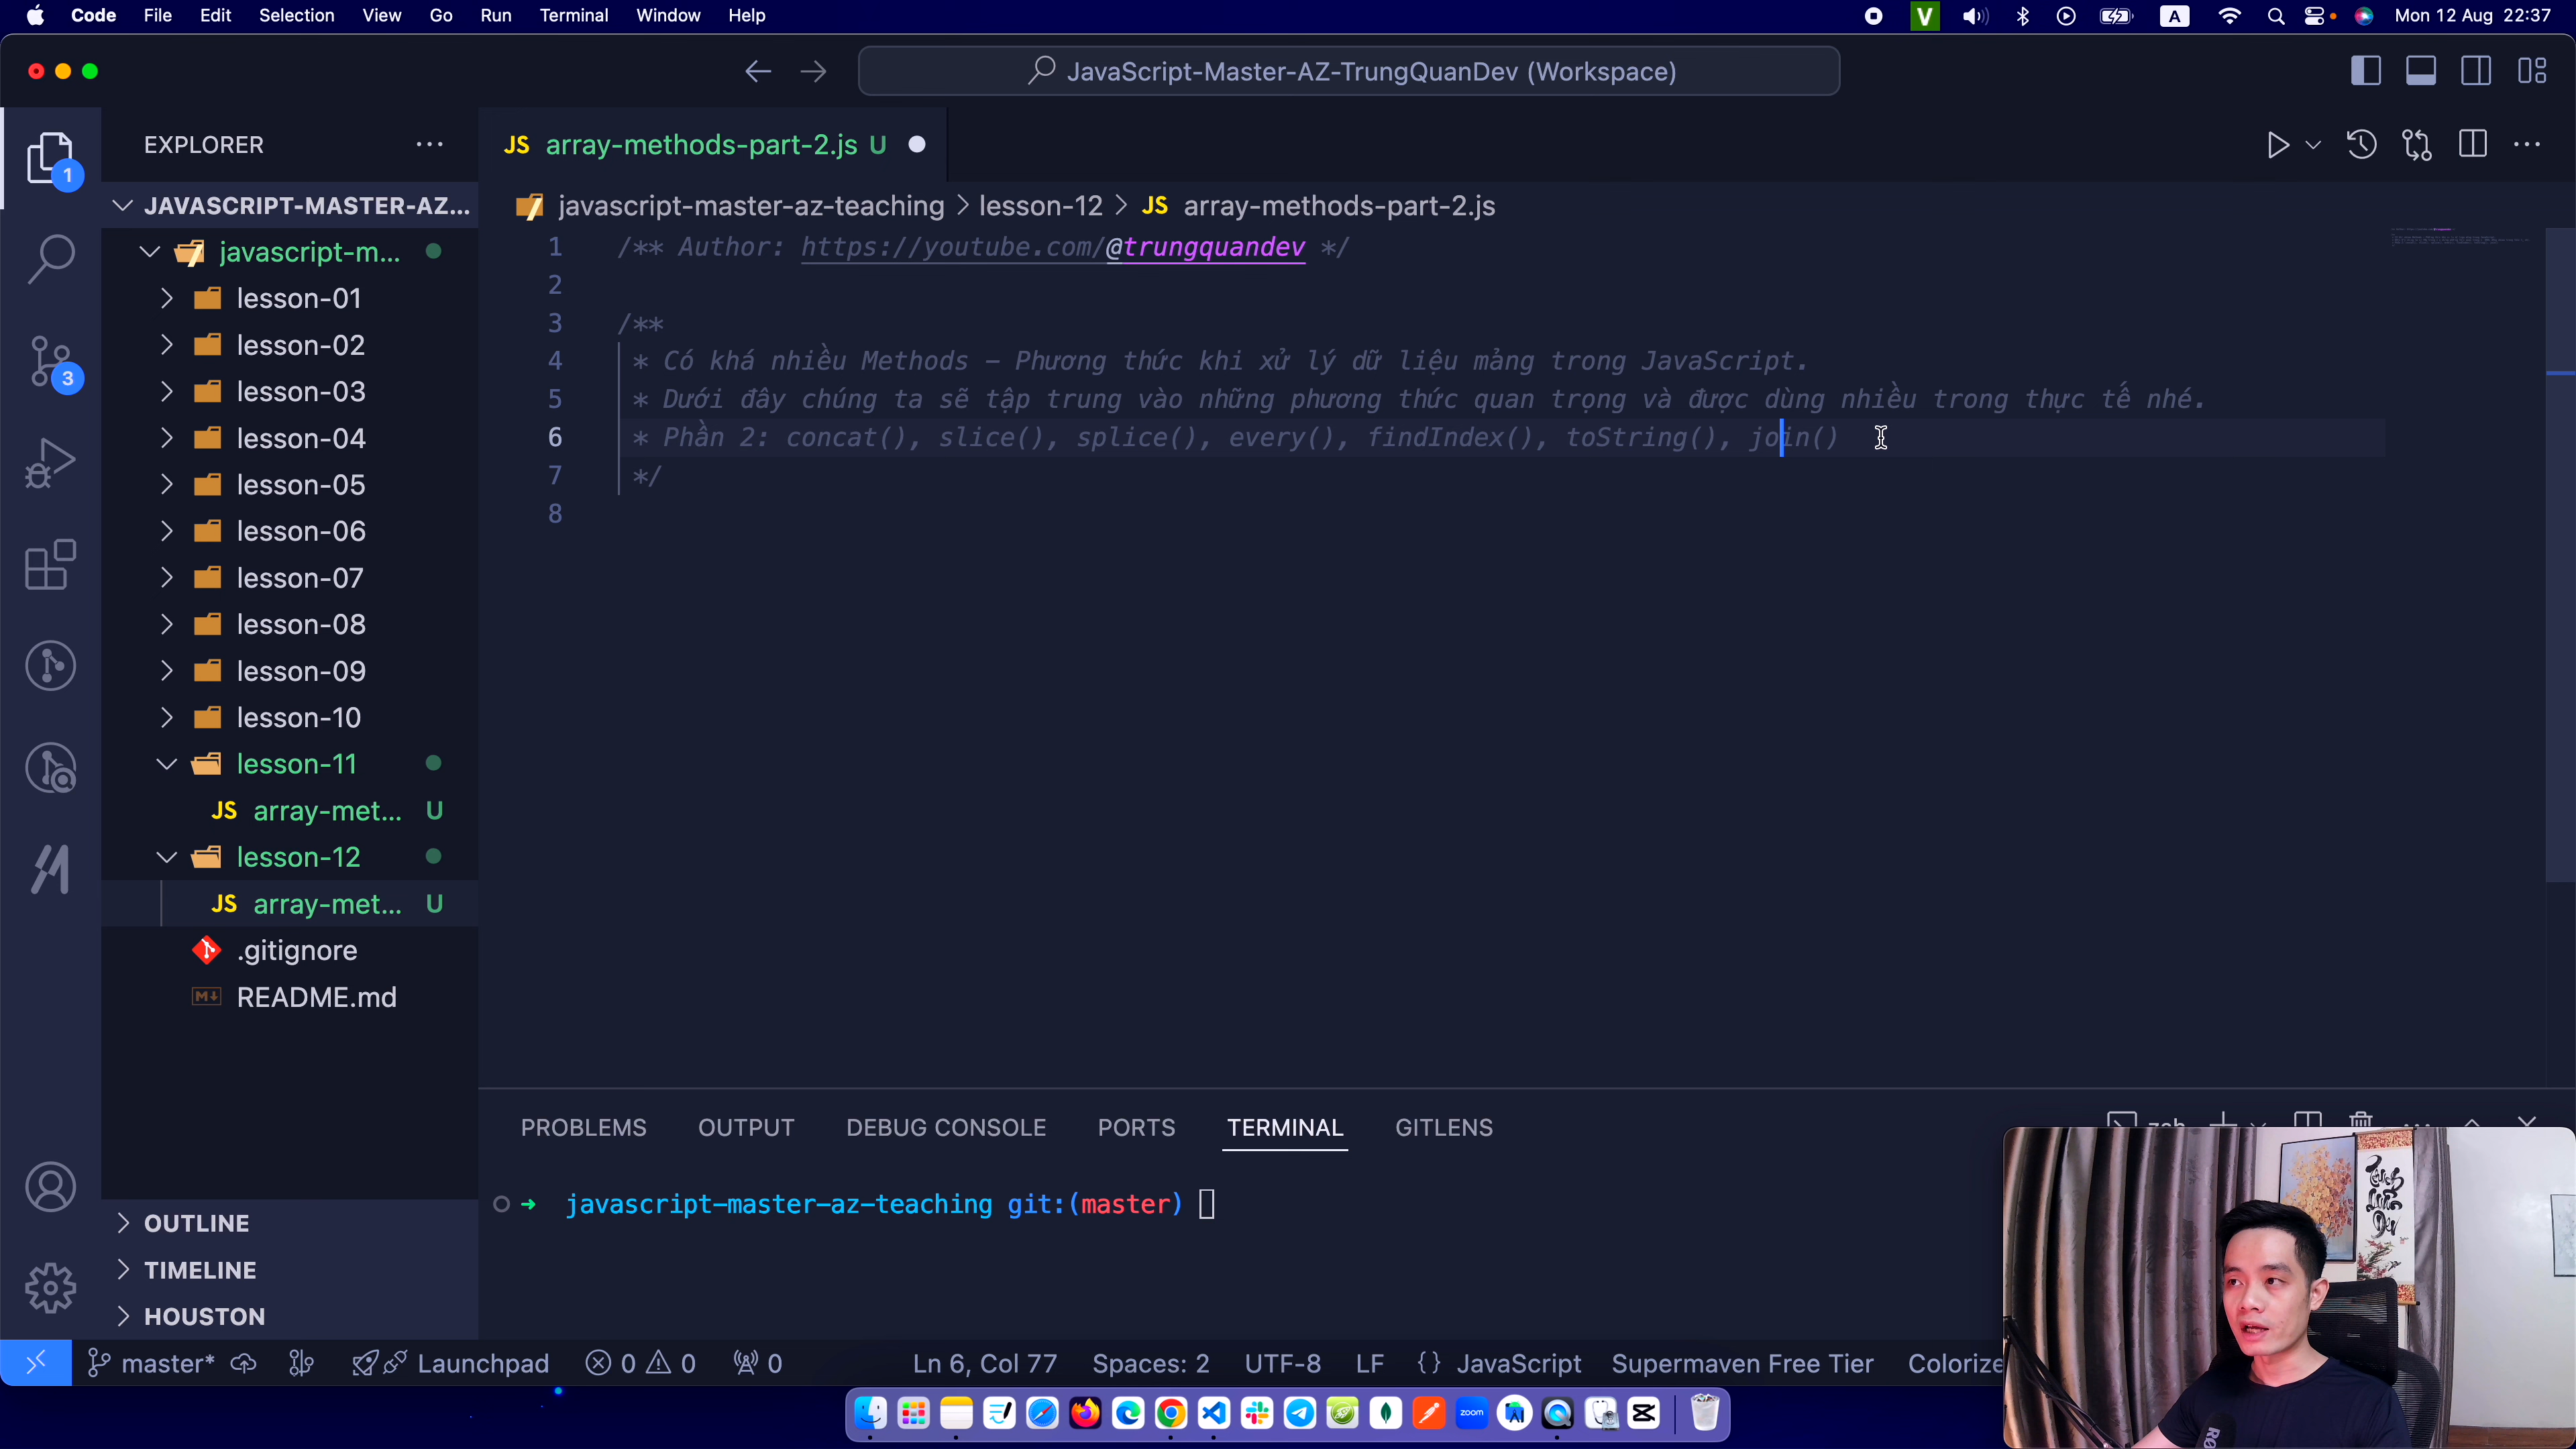 Code File Edit Selection View Go Run Terminal Window Help
V A Mon 12 Aug 22:37
JavaScript-Master-AZ-TrungQuanDev (Workspace)
EXPLORER
JS array-methods-part-2.js U
1
JAVASCRIPT-MASTER-AZ...
javascript-master-az-teaching > lesson-12 > JS array-methods-part-2.js
javascript-m...
lesson-01
lesson-02
lesson-03
lesson-04
lesson-05
lesson-06
lesson-07
lesson-08
lesson-09
lesson-10
lesson-11
JS array-met... U
lesson-12
JS array-met... U
.gitignore
README.md
3
1 /** Author: https://youtube.com/@trungquandev */
2
3 /**
4 * Có khá nhiều Methods – Phương thức khi xử lý dữ liệu mảng trong JavaScript.
5 * Dưới đây chúng ta sẽ tập trung vào những phương thức quan trọng và được dùng nhiều trong thực tế nhé.
6 * Phần 2: concat(), slice(), splice(), every(), findIndex(), toString(), join()
7 */
8
PROBLEMS OUTPUT DEBUG CONSOLE PORTS TERMINAL GITLENS
javascript-master-az-teaching git:(master)
OUTLINE
TIMELINE
HOUSTON
master* Launchpad 0 0 0 Ln 6, Col 77 Spaces: 2 UTF-8 LF {} JavaScript Supermaven Free Tier Colorize
zoom